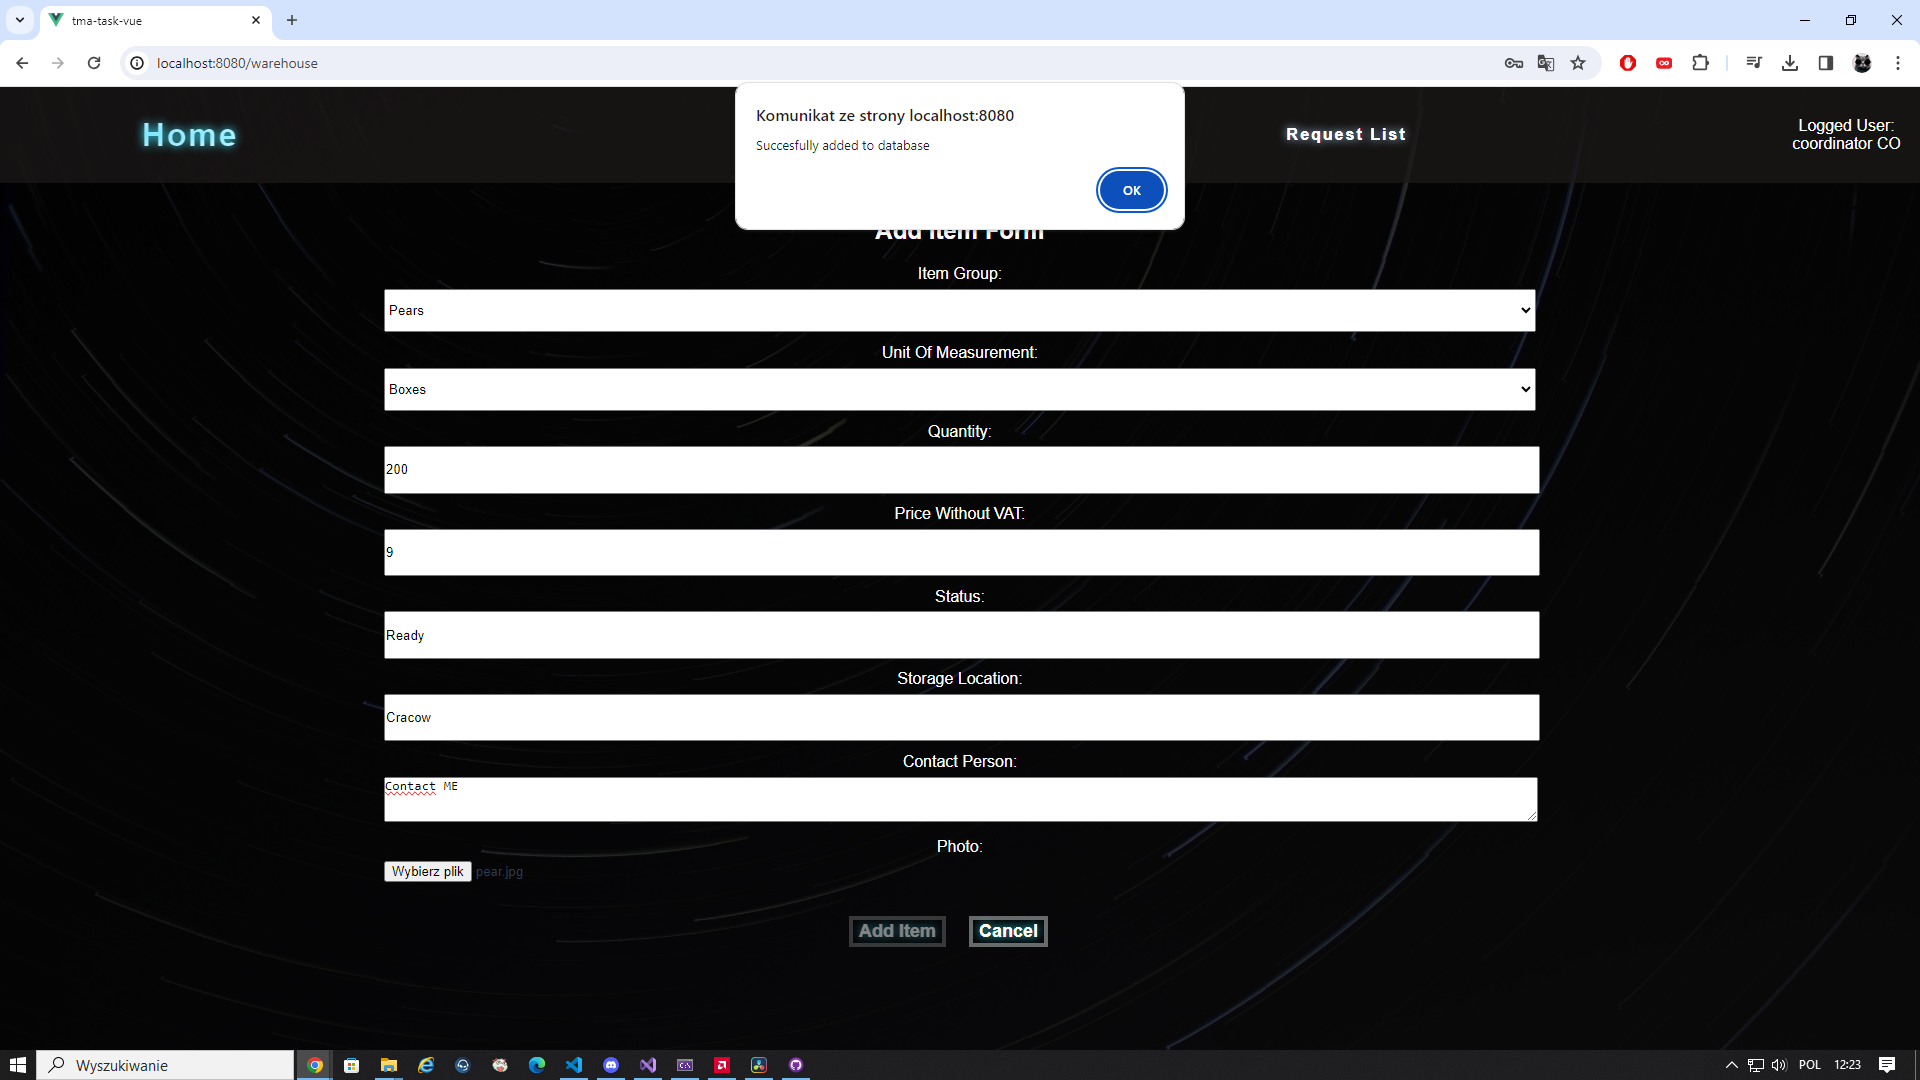 tma-task-vue
localhost:8080/warehouse
Komunikat ze strony localhost:8080
Succesfully added to database
OK
Home
Request List
Logged User:
coordinator CO
Add Item Form
Item Group:
Pears
Unit Of Measurement:
Boxes
Quantity:
200
Price Without VAT:
9
Status:
Ready
Storage Location:
Cracow
Contact Person:
Contact ME
Photo:
Wybierz plik pear.jpg
Add Item
Cancel
Wyszukiwanie
POL
12:23